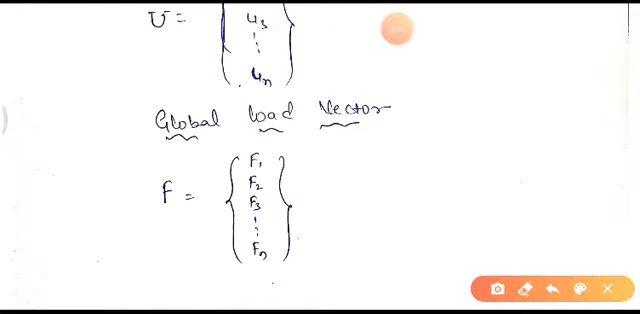 U =
u3
⋮
un
Global load Vector
F =
F1
F2
F3
⋮
Fn